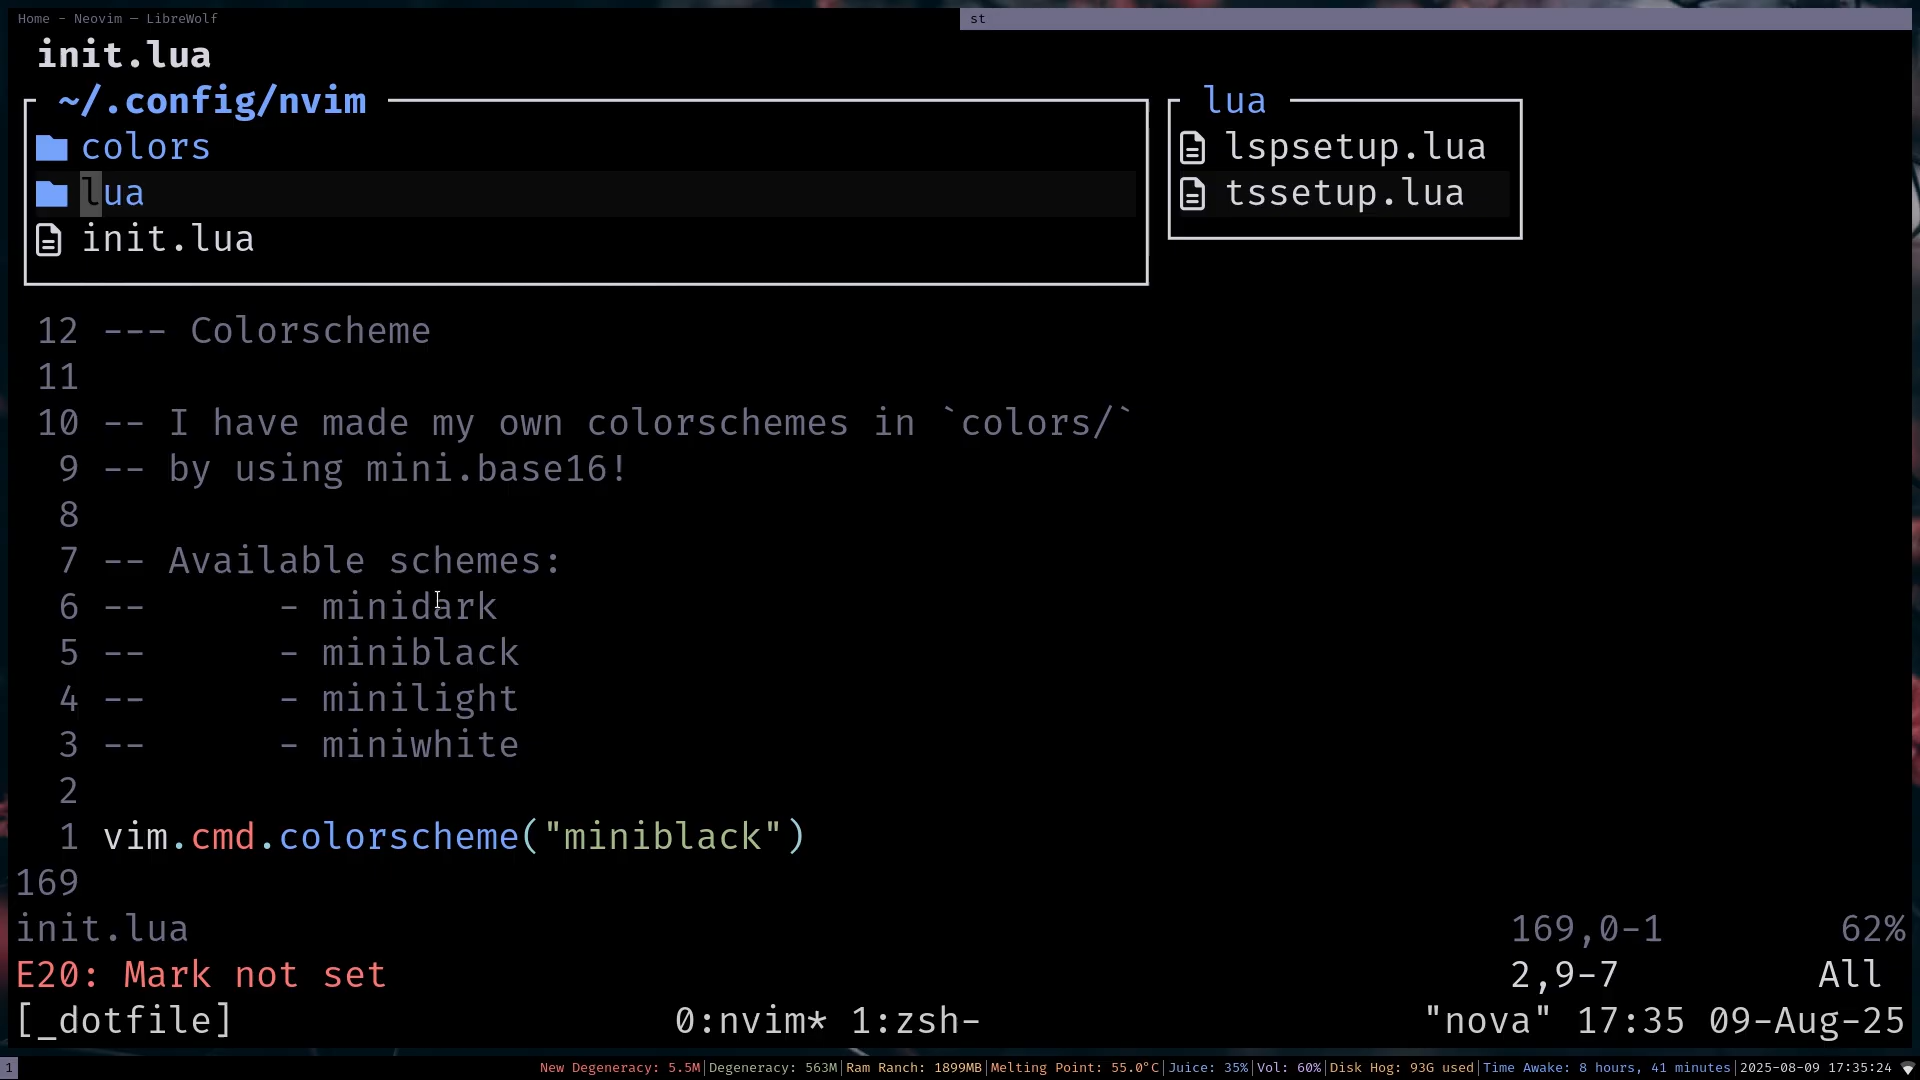 Home - Neovim — LibreWolf
st
init.lua
~/.config/nvim
colors
lua
init.lua
lua
lspsetup.lua
tssetup.lua
12 --- Colorscheme
11
10 -- I have made my own colorschemes in `colors/`
9 -- by using mini.base16!
8
7 -- Available schemes:
6 --      - minidark
5 --      - miniblack
4 --      - minilight
3 --      - miniwhite
2
1 vim.cmd.colorscheme("miniblack")
169
init.lua 169,0-1 62%
E20: Mark not set 2,9-7 All
[_dotfile] 0:nvim* 1:zsh- "nova" 17:35 09-Aug-25
1 New Degeneracy: 5.5M|Degeneracy: 563M|Ram Ranch: 1899MB|Melting Point: 55.0°C|Juice: 35%|Vol: 60%|Disk Hog: 93G used|Time Awake: 8 hours, 41 minutes|2025-08-09 17:35:24